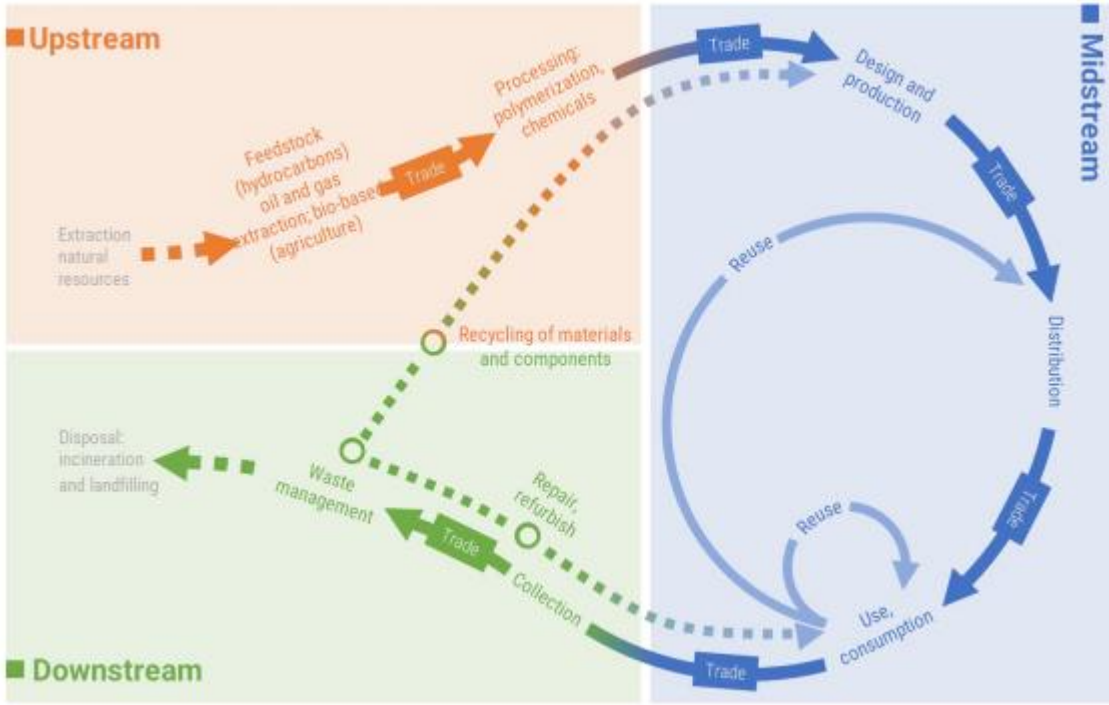 Upstream
Extraction
natural
resources
Feedstock
(hydrocarbons)
oil and gas
extraction; bio-based
(agriculture)
Trade
Processing:
polymerization,
chemicals
Trade
Midstream
Design and
production
Trade
Distribution
Trade
Reuse
Reuse
Use,
consumption
Trade
Recycling of materials
and components
Repair,
refurbish
Collection
Trade
Waste
management
Disposal:
incineration
and landfilling
Downstream